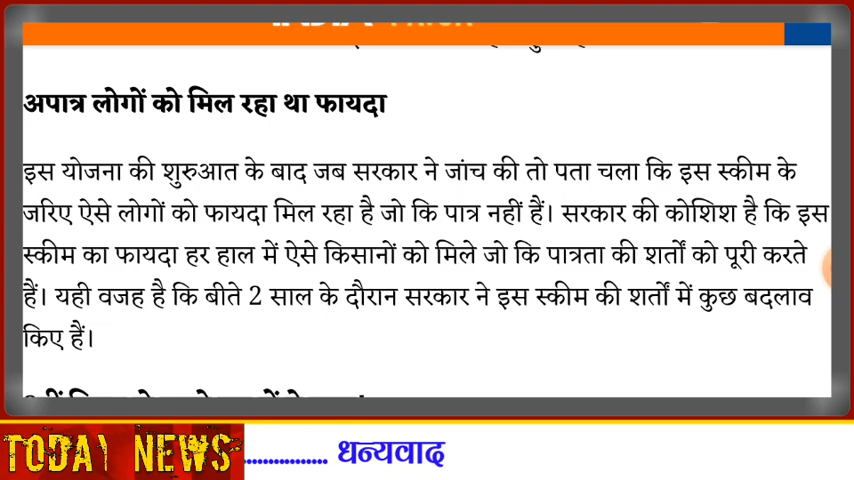 अपात्र लोगों को मिल रहा था फायदा
इस योजना की शुरुआत के बाद जब सरकार ने जांच की तो पता चला कि इस स्कीम के
जरिए ऐसे लोगों को फायदा मिल रहा है जो कि पात्र नहीं हैं। सरकार की कोशिश है कि इस
स्कीम का फायदा हर हाल में ऐसे किसानों को मिले जो कि पात्रता की शर्तों को पूरी करते
हैं। यही वजह है कि बीते 2 साल के दौरान सरकार ने इस स्कीम की शर्तों में कुछ बदलाव
किए हैं।
TODAY NEWS ................ धन्यवाद